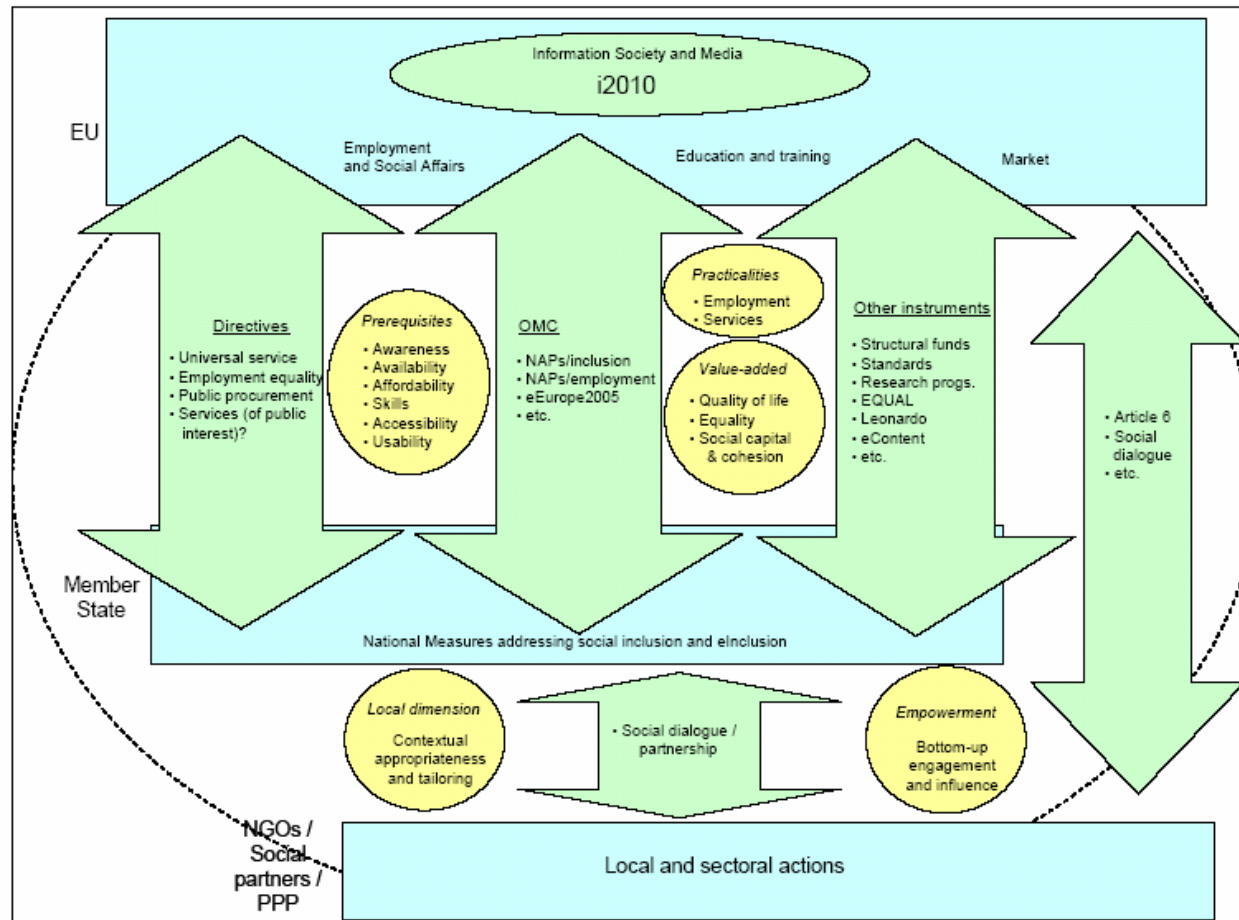 Information Society and Media
i2010
EU
Employment
and Social Affairs
Education and training
Market
Directives
• Universal service
• Employment equality
• Public procurement
• Services (of public
interest)?
Prerequisites
• Awareness
• Availability
• Affordability
• Skills
• Accessibility
• Usability
OMC
• NAPs/inclusion
• NAPs/employment
• eEurope2005
• etc.
Practicalities
• Employment
• Services
Value-added
• Quality of life
• Equality
• Social capital
& cohesion
Other instruments
• Structural funds
• Standards
• Research progs.
• EQUAL
• Leonardo
• eContent
• etc.
• Article 6
• Social
dialogue
• etc.
Member
State
National Measures addressing social inclusion and eInclusion
Local dimension
Contextual
appropriateness
and tailoring
• Social dialogue /
partnership
Empowerment
Bottom-up
engagement
and influence
NGOs /
Social
partners /
PPP
Local and sectoral actions